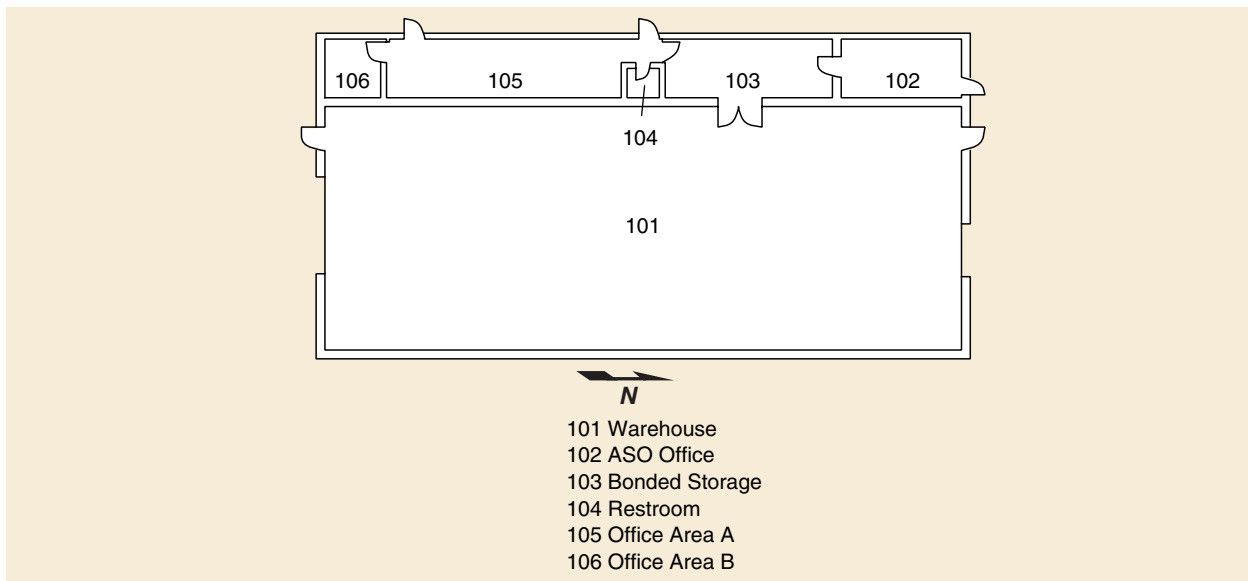 106
105
103
102
104
101
N
101 Warehouse
102 ASO Office
103 Bonded Storage
104 Restroom
105 Office Area A
106 Office Area B